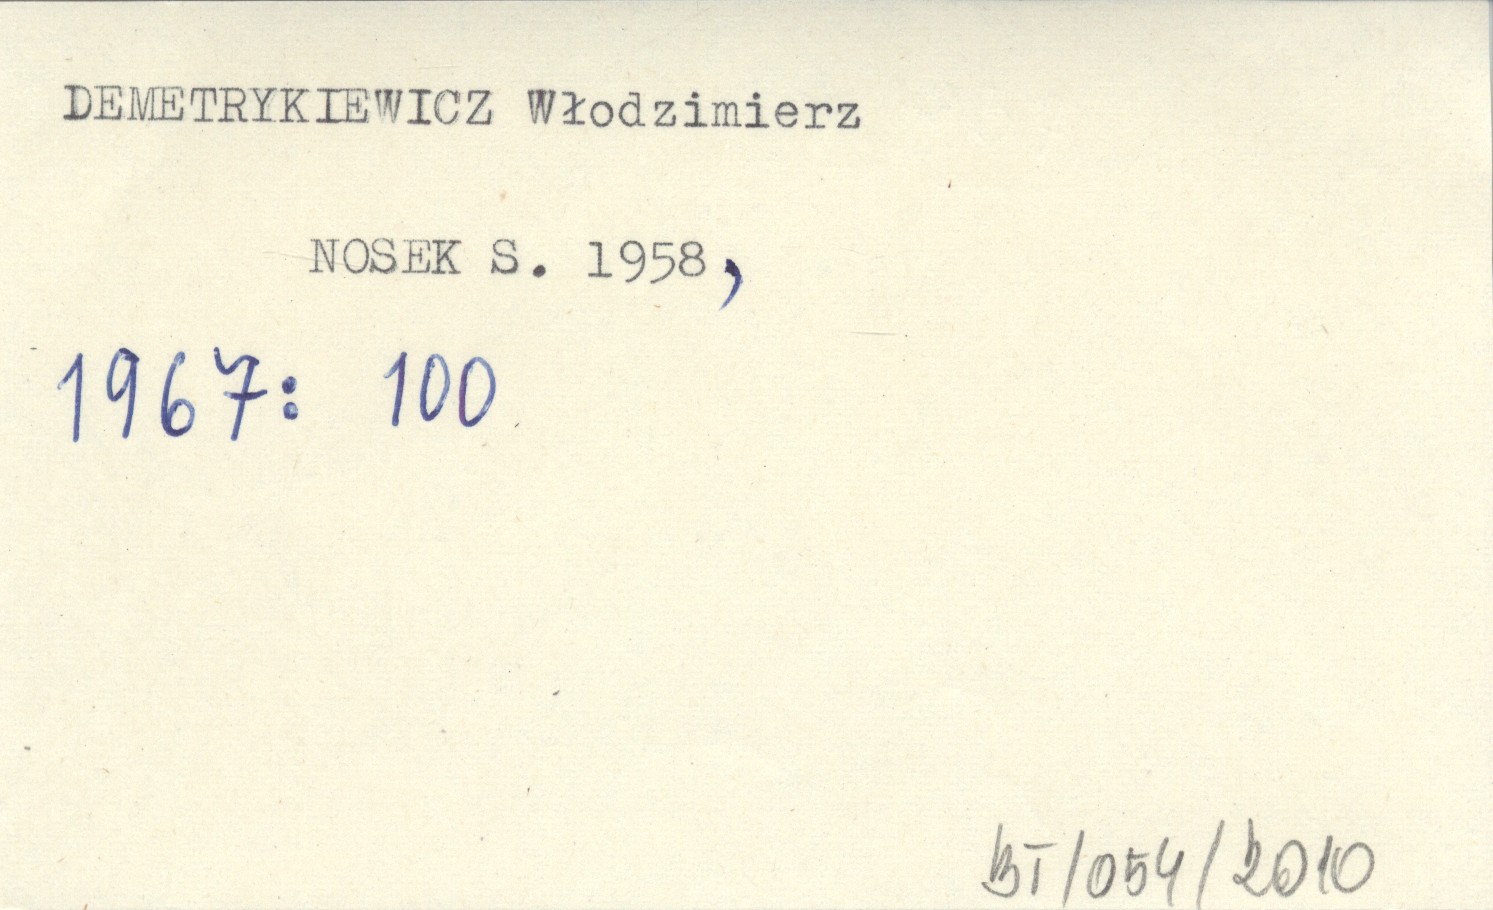 DEMETRYKIEWICZ Włodzimierz
NOSEK S. 1958,
1967: 100
BT/054/2010